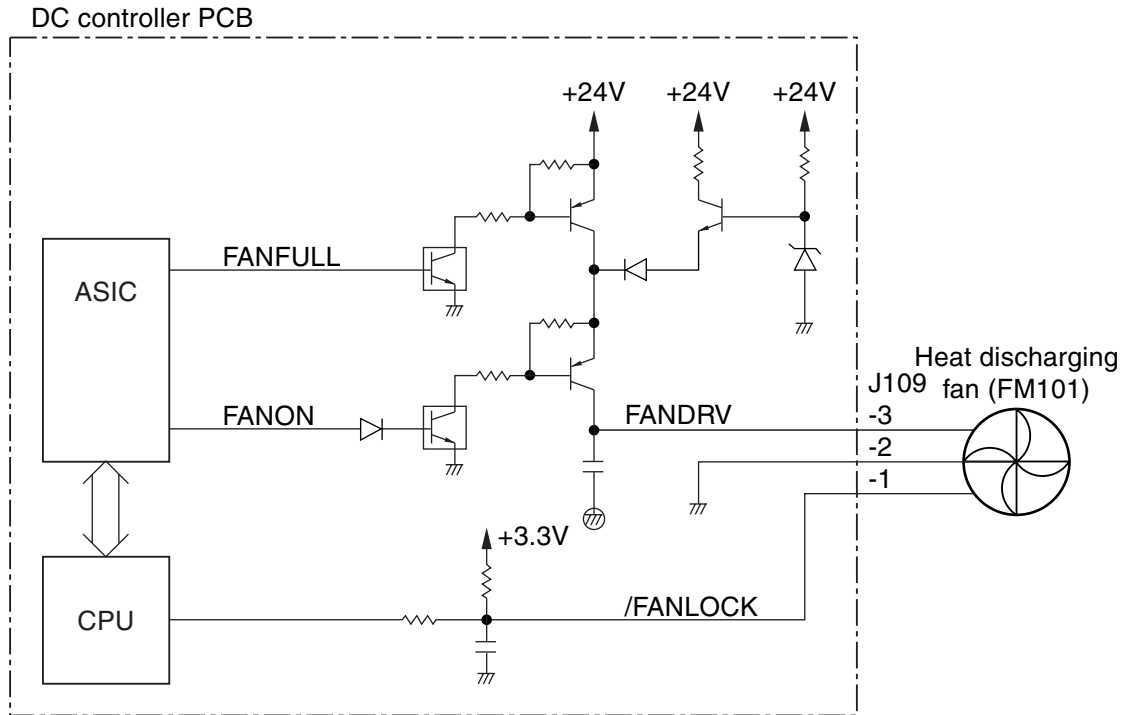 DC controller PCB
+24V +24V +24V
FANFULL
ASIC
Heat discharging
fan (FM101)
J109
FANON
FANDRV
-3
-2
-1
+3.3V
/FANLOCK
CPU